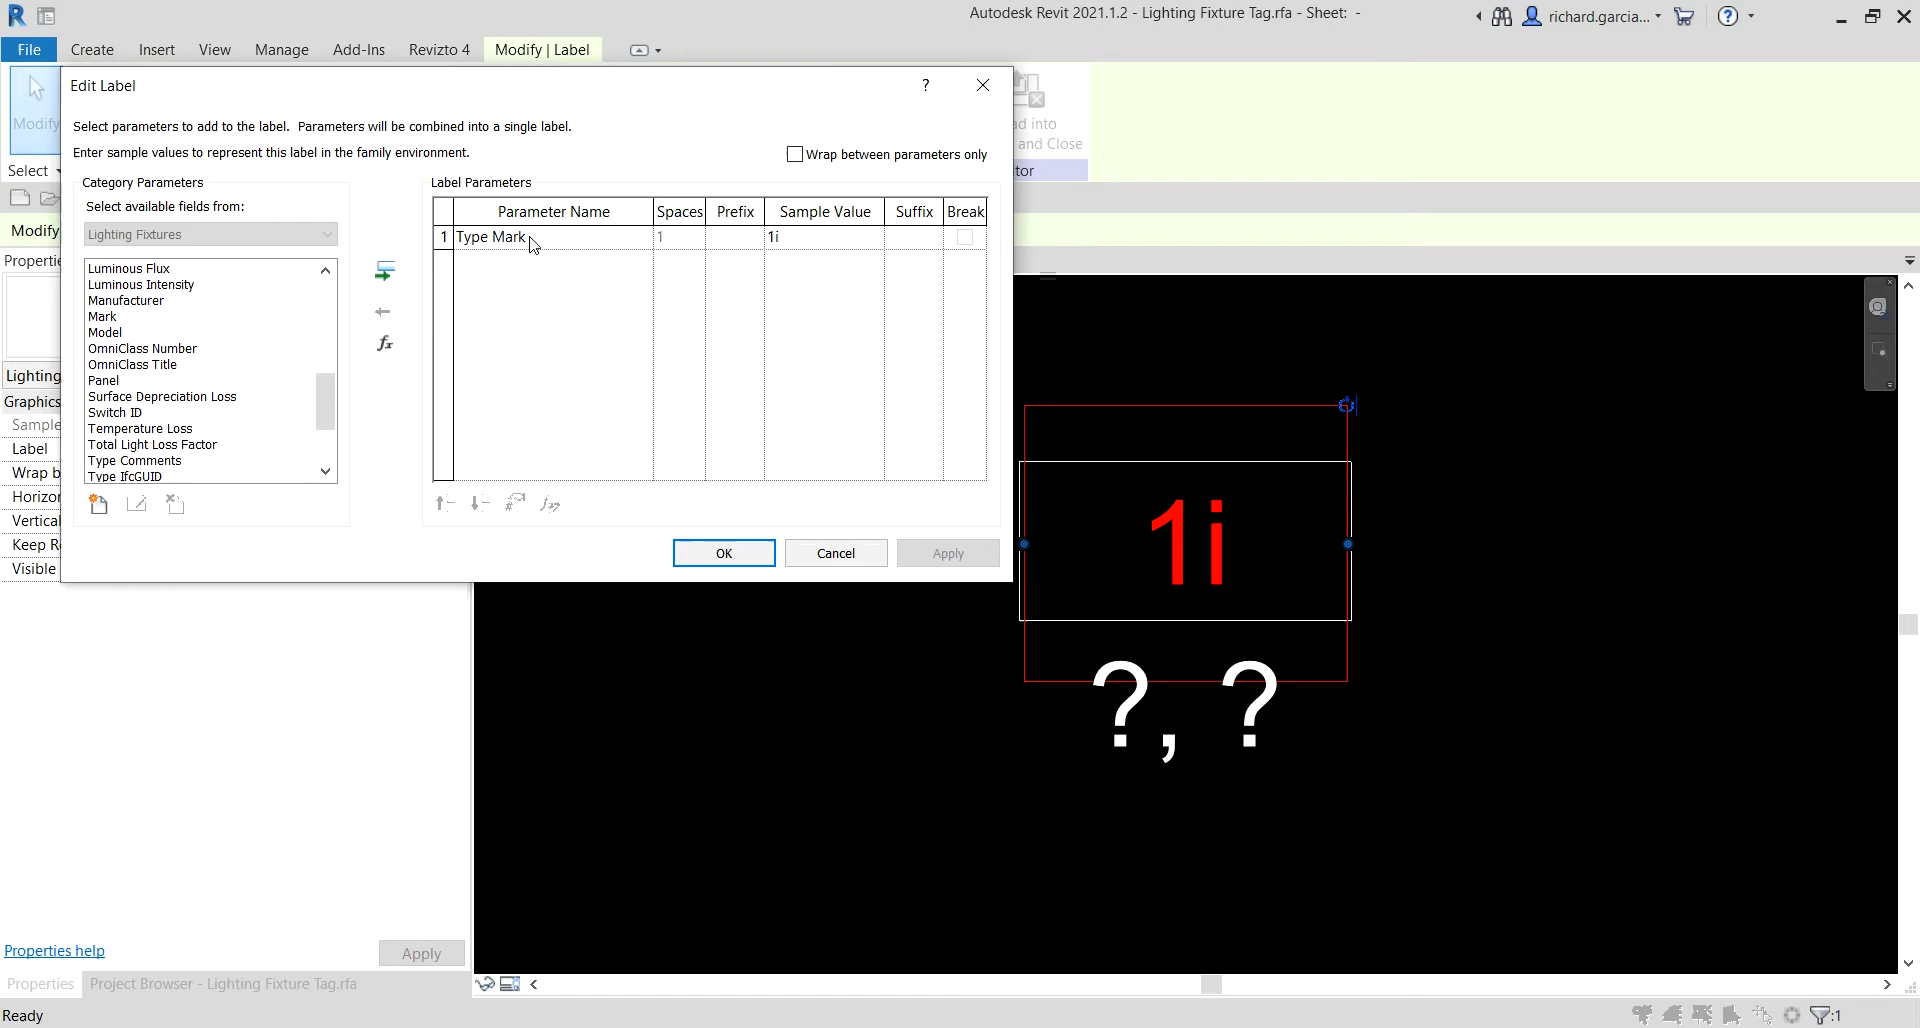 Autodesk Revit 2021.1.2 - Lighting Fixture Tag.rfa - Sheet: -
richard.garcia...
File Create Insert View Manage Add-Ins Revizto 4 Modify | Label
Edit Label
?
Modify
Select parameters to add to the label. Parameters will be combined into a single label.
Enter sample values to represent this label in the family environment.
Wrap between parameters only
and Close
Select
Category Parameters
Select available fields from:
Lighting Fixtures
Label Parameters
Parameter Name Spaces Prefix Sample Value Suffix Break
1 Type Mark 1 1i
Modify
Properti
Luminous Flux
Luminous Intensity
Manufacturer
Mark
Model
OmniClass Number
OmniClass Title
Panel
Surface Depreciation Loss
Switch ID
Temperature Loss
Total Light Loss Factor
Type Comments
Type IfcGUID
fx
OK Cancel Apply
Lighting
Graphics
Sample
Label
Wrap b
Horizor
Vertical
Keep R
Visible
1i
?, ?
Properties help
Apply
Properties Project Browser - Lighting Fixture Tag.rfa
Ready
:1